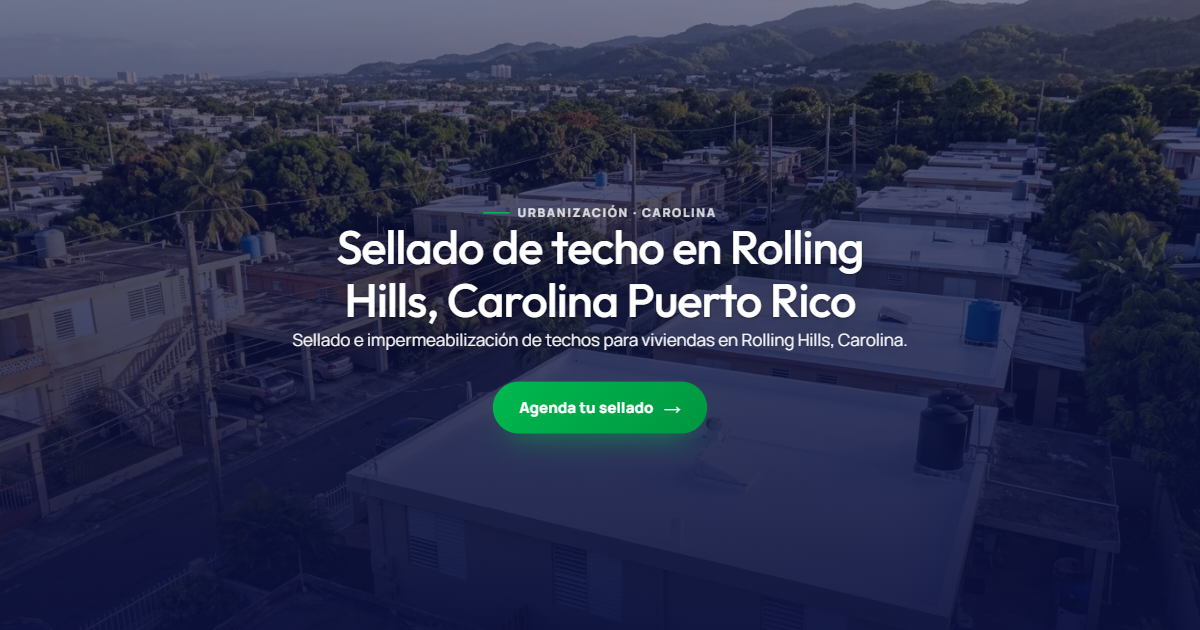 URBANIZACIÓN · CAROLINA
Sellado de techo en Rolling
Hills, Carolina Puerto Rico
Sellado e impermeabilización de techos para viviendas en Rolling Hills, Carolina.
Agenda tu sellado →